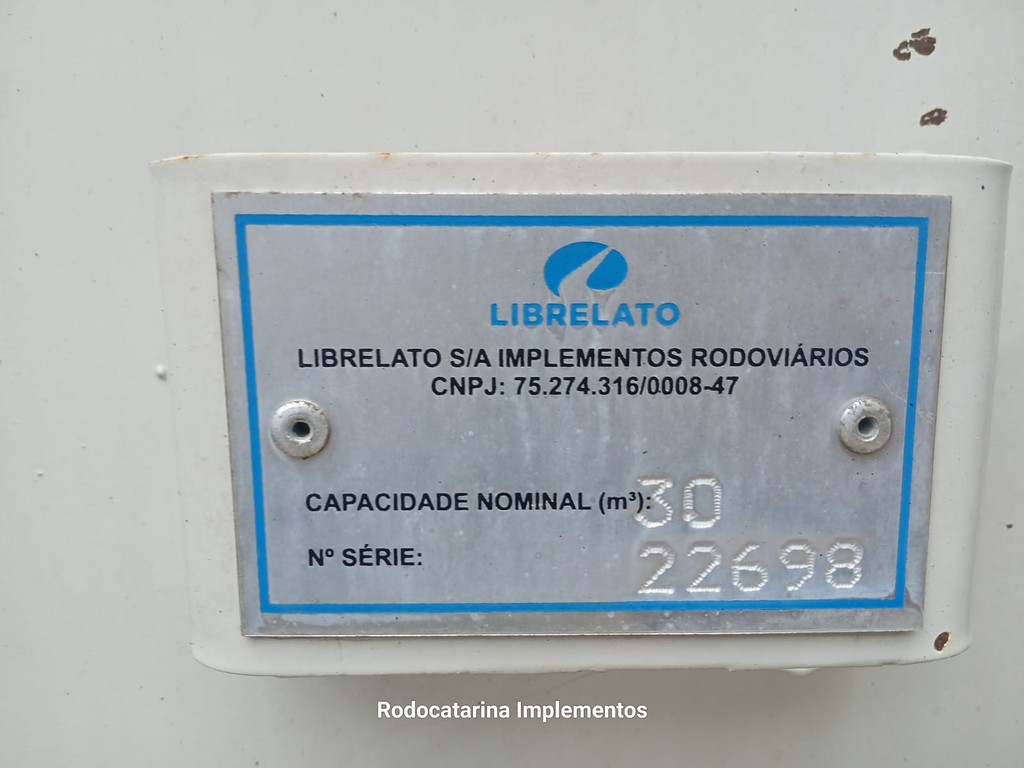 LIBRELATO
LIBRELATO S/A IMPLEMENTOS RODOVIÁRIOS
CNPJ: 75.274.316/0008-47
CAPACIDADE NOMINAL (m³): 30
Nº SÉRIE: 22698
Rodocatarina Implementos